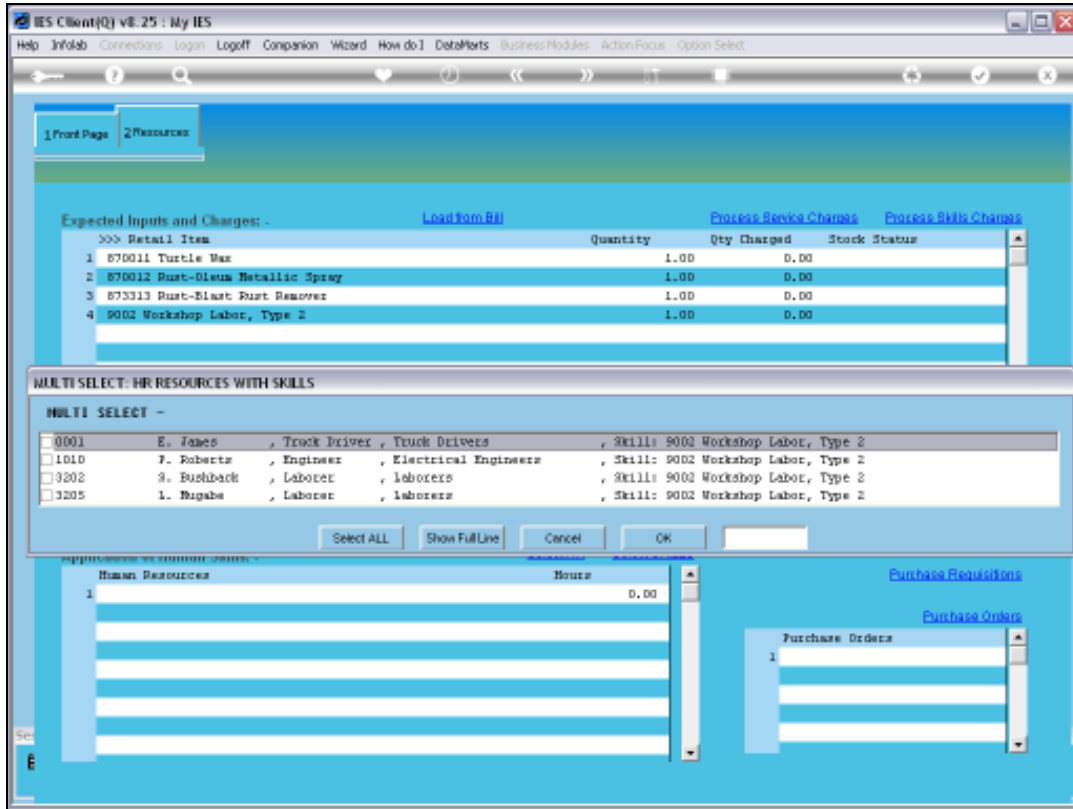 IES Client(Q) v8.25 : My IES
Help Infolab Connections Logon Logoff Companion Wizard How do I DataMarts Business Modules Action Focus Option Select
1 Front Page 2 Resources
Expected Inputs and Charges: - Load from Bill Process Service Charges Process Skills Charges
>>> Retail Item Quantity Qty Charged Stock Status
1 870011 Turtle Wax 1.00 0.00
2 870012 Rust-Oleum Metallic Spray 1.00 0.00
3 873313 Rust-Blast Rust Remover 1.00 0.00
4 9002 Workshop Labor, Type 2 1.00 0.00
MULTI SELECT: HR RESOURCES WITH SKILLS
MULTI SELECT -
0001 E. James , Truck Driver , Truck Drivers , Skill: 9002 Workshop Labor, Type 2
1010 P. Roberts , Engineer , Electrical Engineers , Skill: 9002 Workshop Labor, Type 2
3202 S. Bushback , Laborer , Laborers , Skill: 9002 Workshop Labor, Type 2
3205 L. Mugabe , Laborer , Laborers , Skill: 9002 Workshop Labor, Type 2
Select ALL Show Full Line Cancel OK
Human Resources Hours
1 0.00
Purchase Requisitions
Purchase Orders
Purchase Orders
1